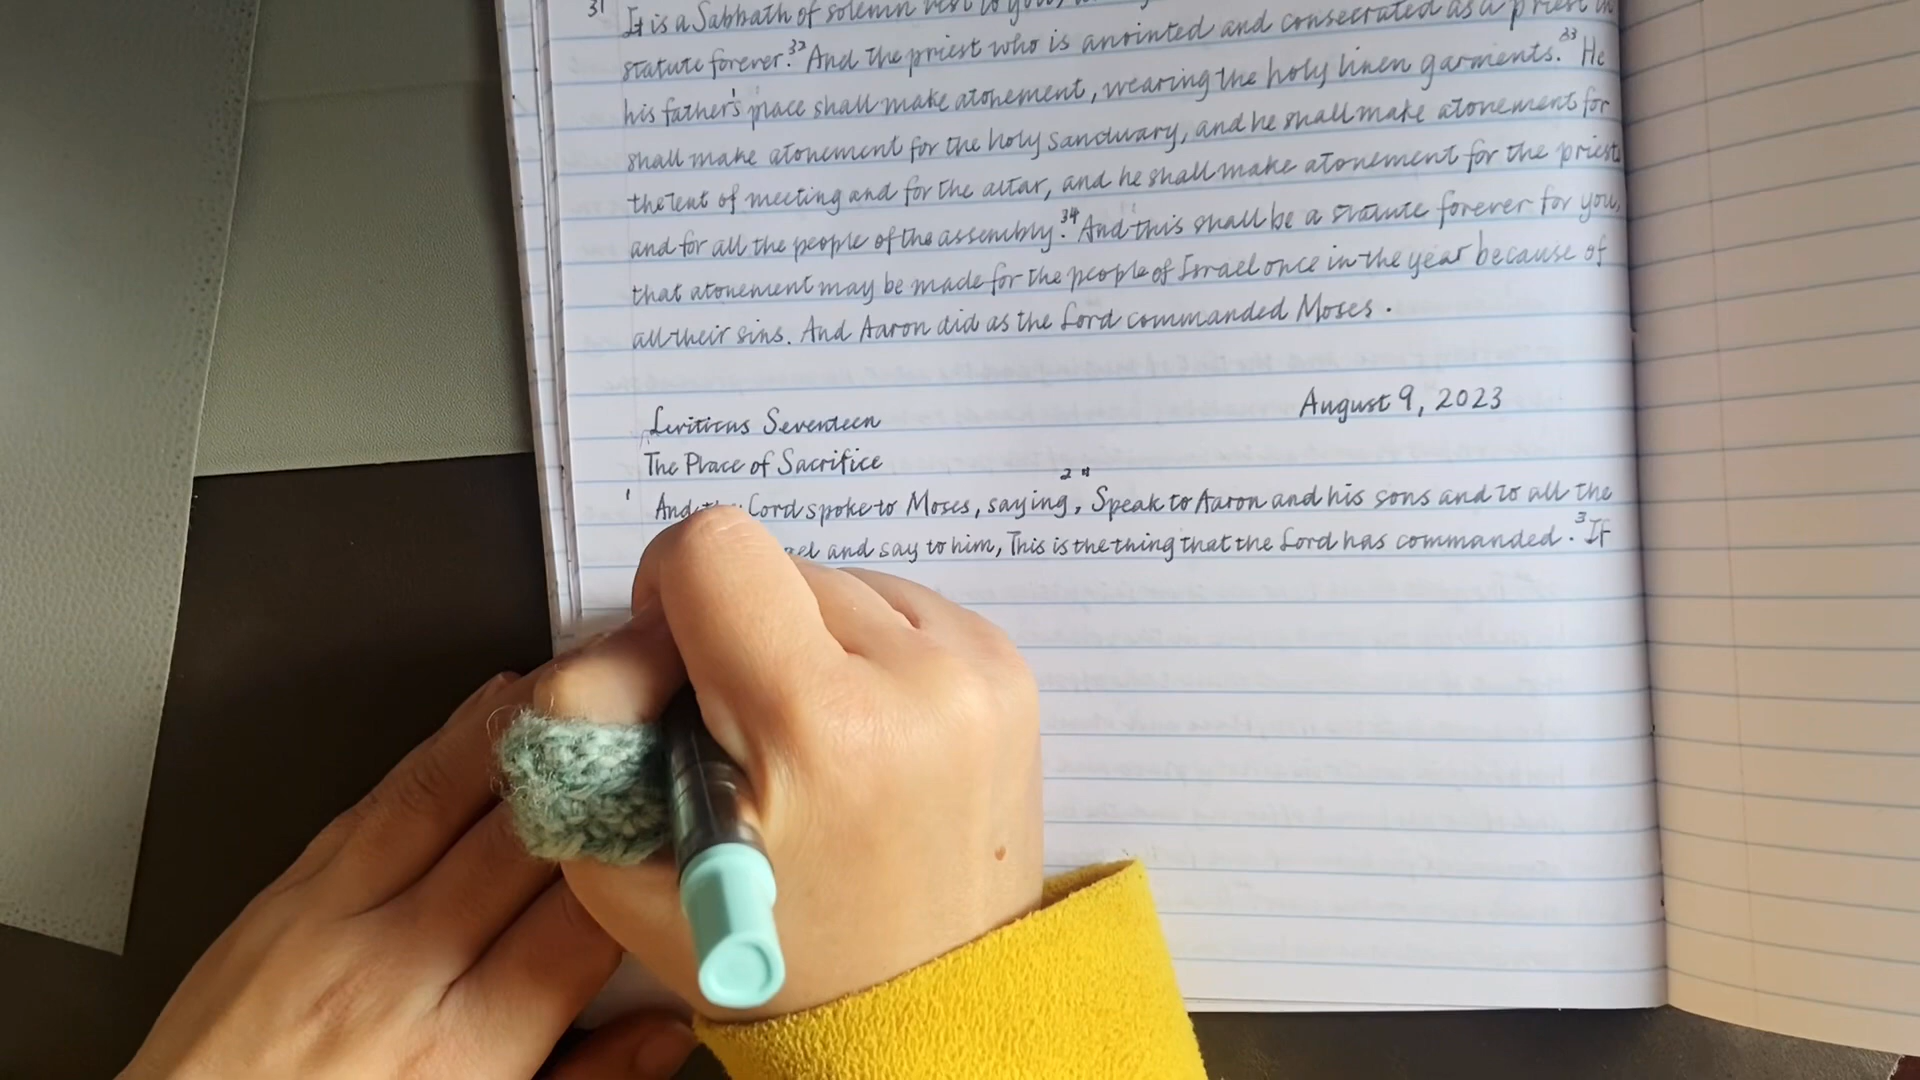 31 It is a Sabbath of solemn rest to you,
statute forever.32 And the priest who is anointed and consecrated as a priest in
his father's place shall make atonement, wearing the holy linen garments.33 He
shall make atonement for the holy sanctuary, and he shall make atonement for
the tent of meeting and for the altar, and he shall make atonement for the priests
and for all the people of the assembly.34 And this shall be a statute forever for you,
that atonement may be made for the people of Israel once in the year because of
all their sins. And Aaron did as the Lord commanded Moses.
August 9, 2023
Leviticus Seventeen
The Place of Sacrifice
1 And the Lord spoke to Moses, saying,2 "Speak to Aaron and his sons and to all the
and say to him, This is the thing that the Lord has commanded.3 If